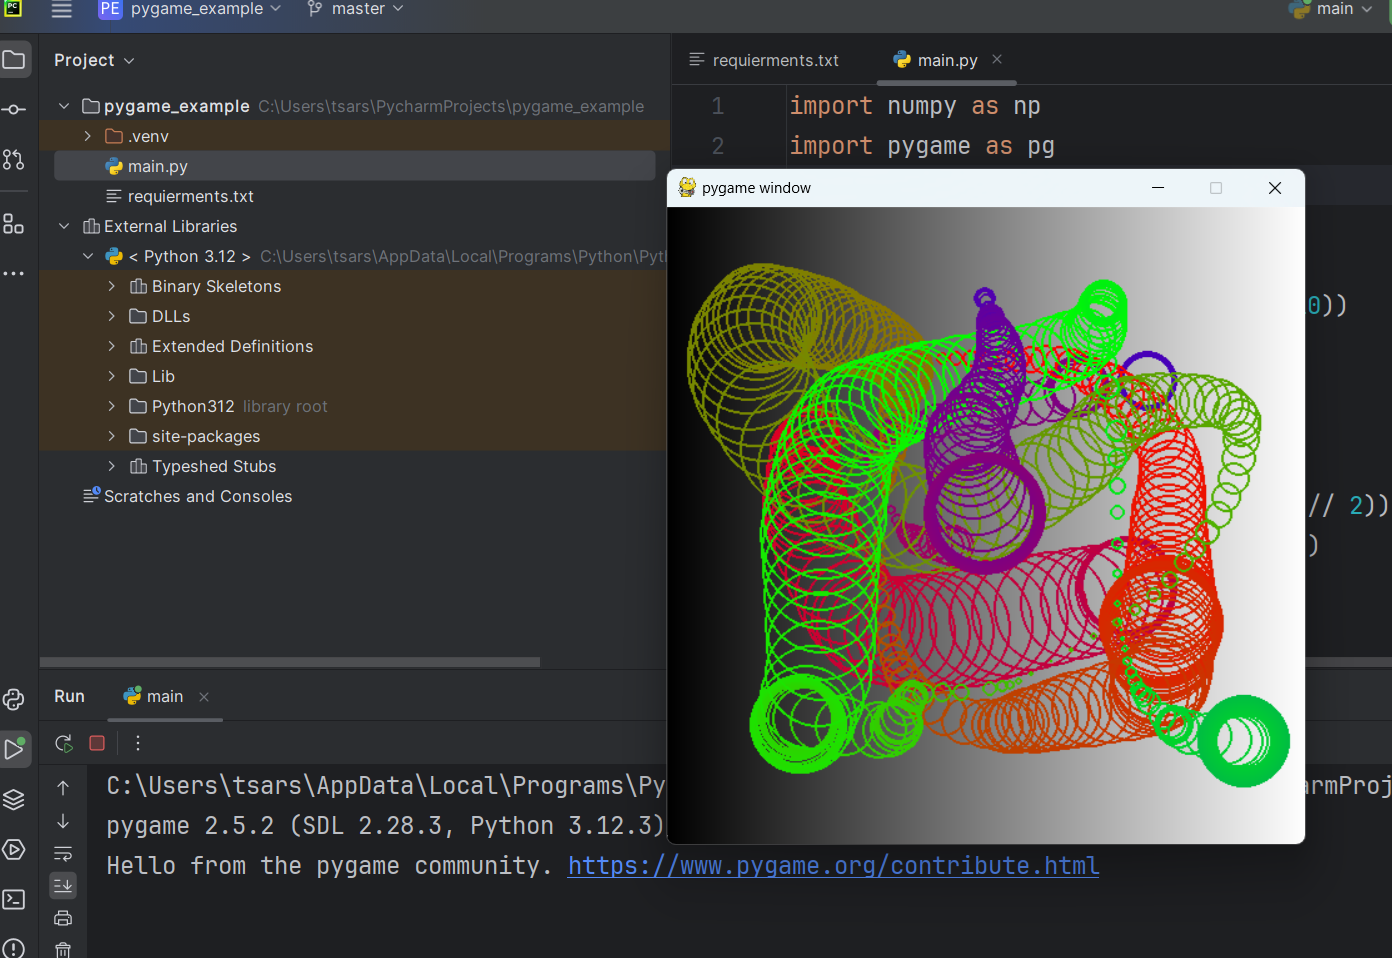 PC
PE pygame_example master main
Project
requierments.txt main.py
pygame_example C:\Users\tsars\PycharmProjects\pygame_example
.venv
main.py
requierments.txt
External Libraries
< Python 3.12 > C:\Users\tsars\AppData\Local\Programs\Python\Pyt
Binary Skeletons
DLLs
Extended Definitions
Lib
Python312 library root
site-packages
Typeshed Stubs
Scratches and Consoles
1 import numpy as np
2 import pygame as pg
pygame window
0))
// 2))
)
Run main
C:\Users\tsars\AppData\Local\Programs\Py armProj
pygame 2.5.2 (SDL 2.28.3, Python 3.12.3)
Hello from the pygame community. https://www.pygame.org/contribute.html